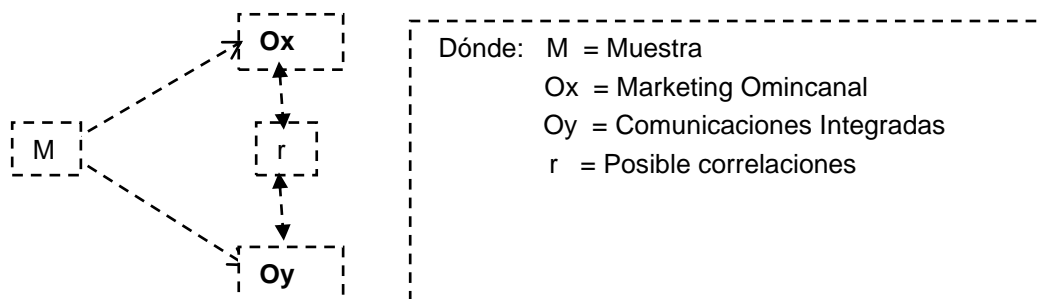 Ox
M
r
Oy
Dónde: M = Muestra
Ox = Marketing Omincanal
Oy = Comunicaciones Integradas
r = Posible correlaciones